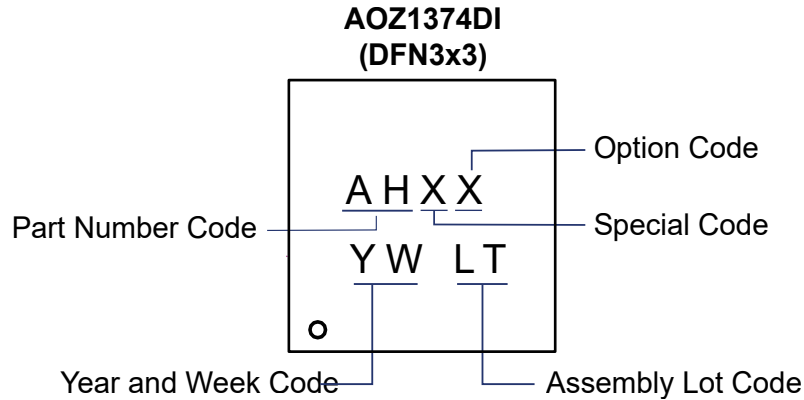 AOZ1374DI
(DFN3x3)
Option Code
A H X X
Part Number Code
Special Code
Y W L T
Year and Week Code
Assembly Lot Code